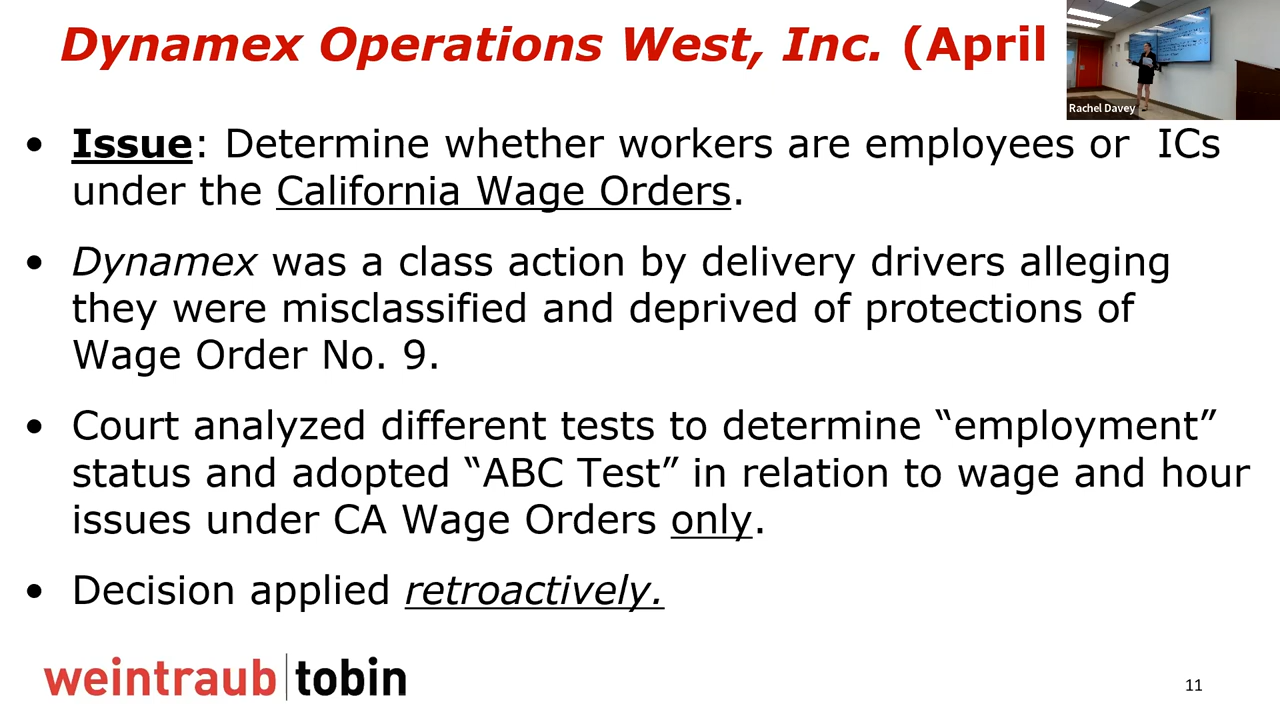 Dynamex Operations West, Inc. (April
Rachel Davey
• Issue: Determine whether workers are employees or ICs
under the California Wage Orders.
• Dynamex was a class action by delivery drivers alleging
they were misclassified and deprived of protections of
Wage Order No. 9.
• Court analyzed different tests to determine “employment”
status and adopted “ABC Test” in relation to wage and hour
issues under CA Wage Orders only.
• Decision applied retroactively.
weintraub tobin
11